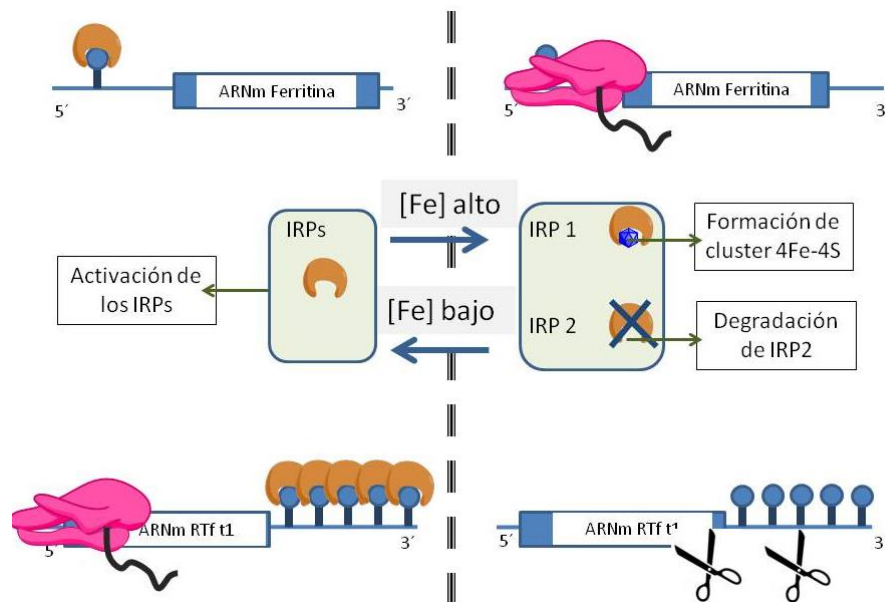 ARNm Ferritina
5´
3´
ARNm Ferritina
5´
3
[Fe] alto
IRPs
IRP 1
Formación de
cluster 4Fe-4S
Activación de
los IRPs
[Fe] bajo
IRP 2
Degradación
de IRP2
ARNm RTf t1
5´
3´
ARNm RTf t1
5´
3´